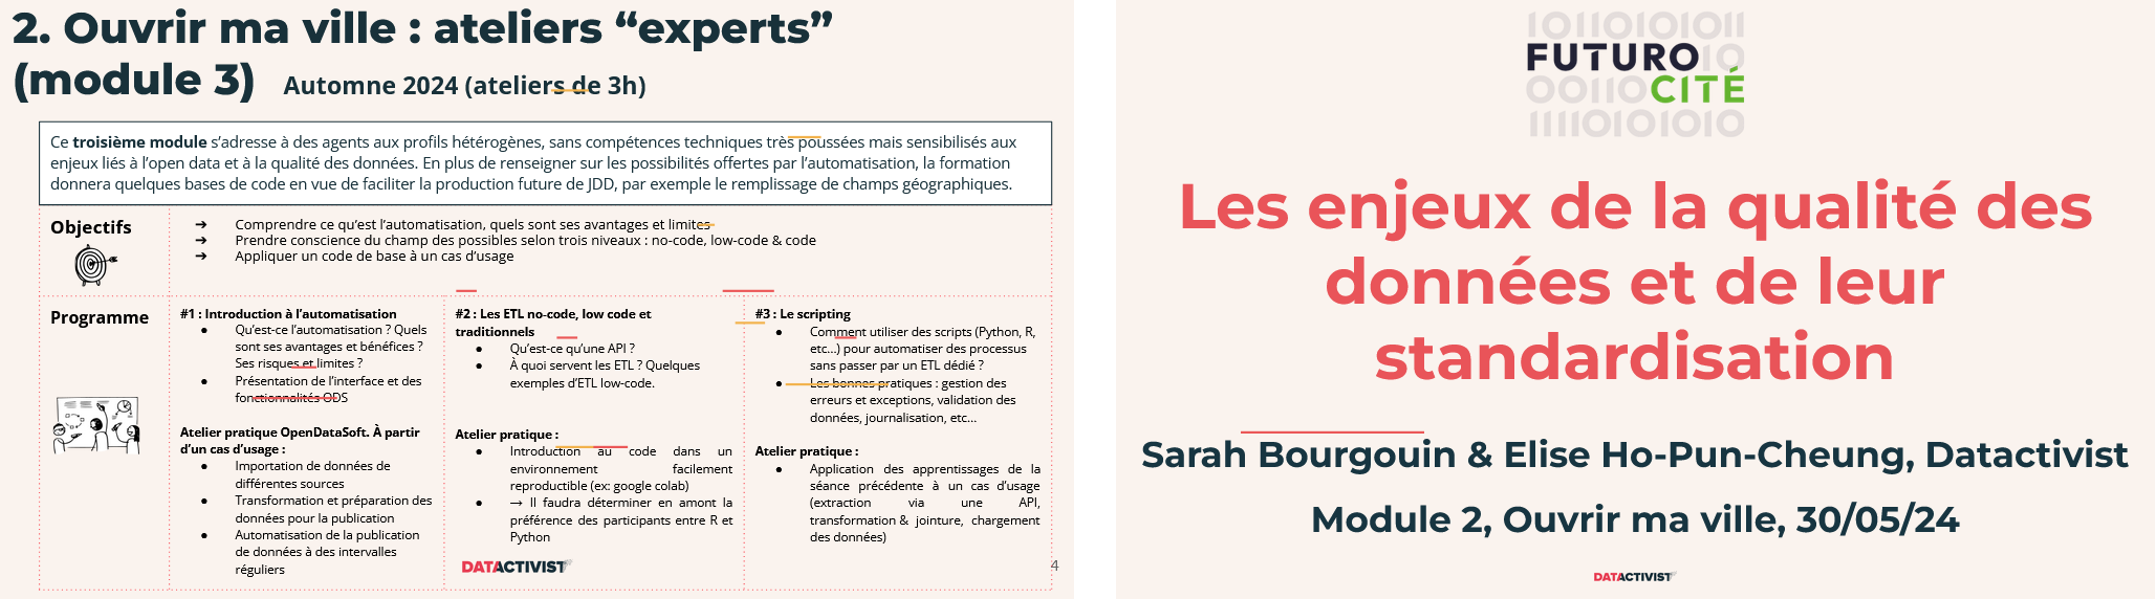 2. Ouvrir ma ville : ateliers “experts”
(module 3) Automne 2024 (ateliers de 3h)
Ce troisième module s’adresse à des agents aux profils hétérogènes, sans compétences techniques très poussées mais sensibilisés aux
enjeux liés à l’open data et à la qualité des données. En plus de renseigner sur les possibilités offertes par l’automatisation, la formation
donnera quelques bases de code en vue de faciliter la production future de JDD, par exemple le remplissage de champs géographiques.
Objectifs
➔ Comprendre ce qu’est l’automatisation, quels sont ses avantages et limites
➔ Prendre conscience du champ des possibles selon trois niveaux : no-code, low-code & code
➔ Appliquer un code de base à un cas d’usage
Programme
#1 : Introduction à l’automatisation
● Qu’est-ce l’automatisation ? Quels
sont ses avantages et bénéfices ?
Ses risques et limites ?
● Présentation de l’interface et des
fonctionnalités ODS
Atelier pratique OpenDataSoft. À partir
d’un cas d’usage :
● Importation de données de
différentes sources
● Transformation et préparation des
données pour la publication
● Automatisation de la publication
de données à des intervalles
réguliers
#2 : Les ETL no-code, low code et
traditionnels
● Qu’est-ce qu’une API ?
● À quoi servent les ETL ? Quelques
exemples d’ETL low-code.
Atelier pratique :
● Introduction au code dans un
environnement facilement
reproductible (ex: google colab)
● → Il faudra déterminer en amont la
préférence des participants entre R et
Python
#3 : Le scripting
● Comment utiliser des scripts (Python, R,
etc…) pour automatiser des processus
sans passer par un ETL dédié ?
● Les bonnes pratiques : gestion des
erreurs et exceptions, validation des
données, journalisation, etc…
Atelier pratique :
● Application des apprentissages de la
séance précédente à un cas d’usage
(extraction via une API,
transformation & jointure, chargement
des données)
DATACTIVIST
4
FUTURO
CITÉ
Les enjeux de la qualité des
données et de leur
standardisation
Sarah Bourgouin & Elise Ho-Pun-Cheung, Datactivist
Module 2, Ouvrir ma ville, 30/05/24
DATACTIVIST